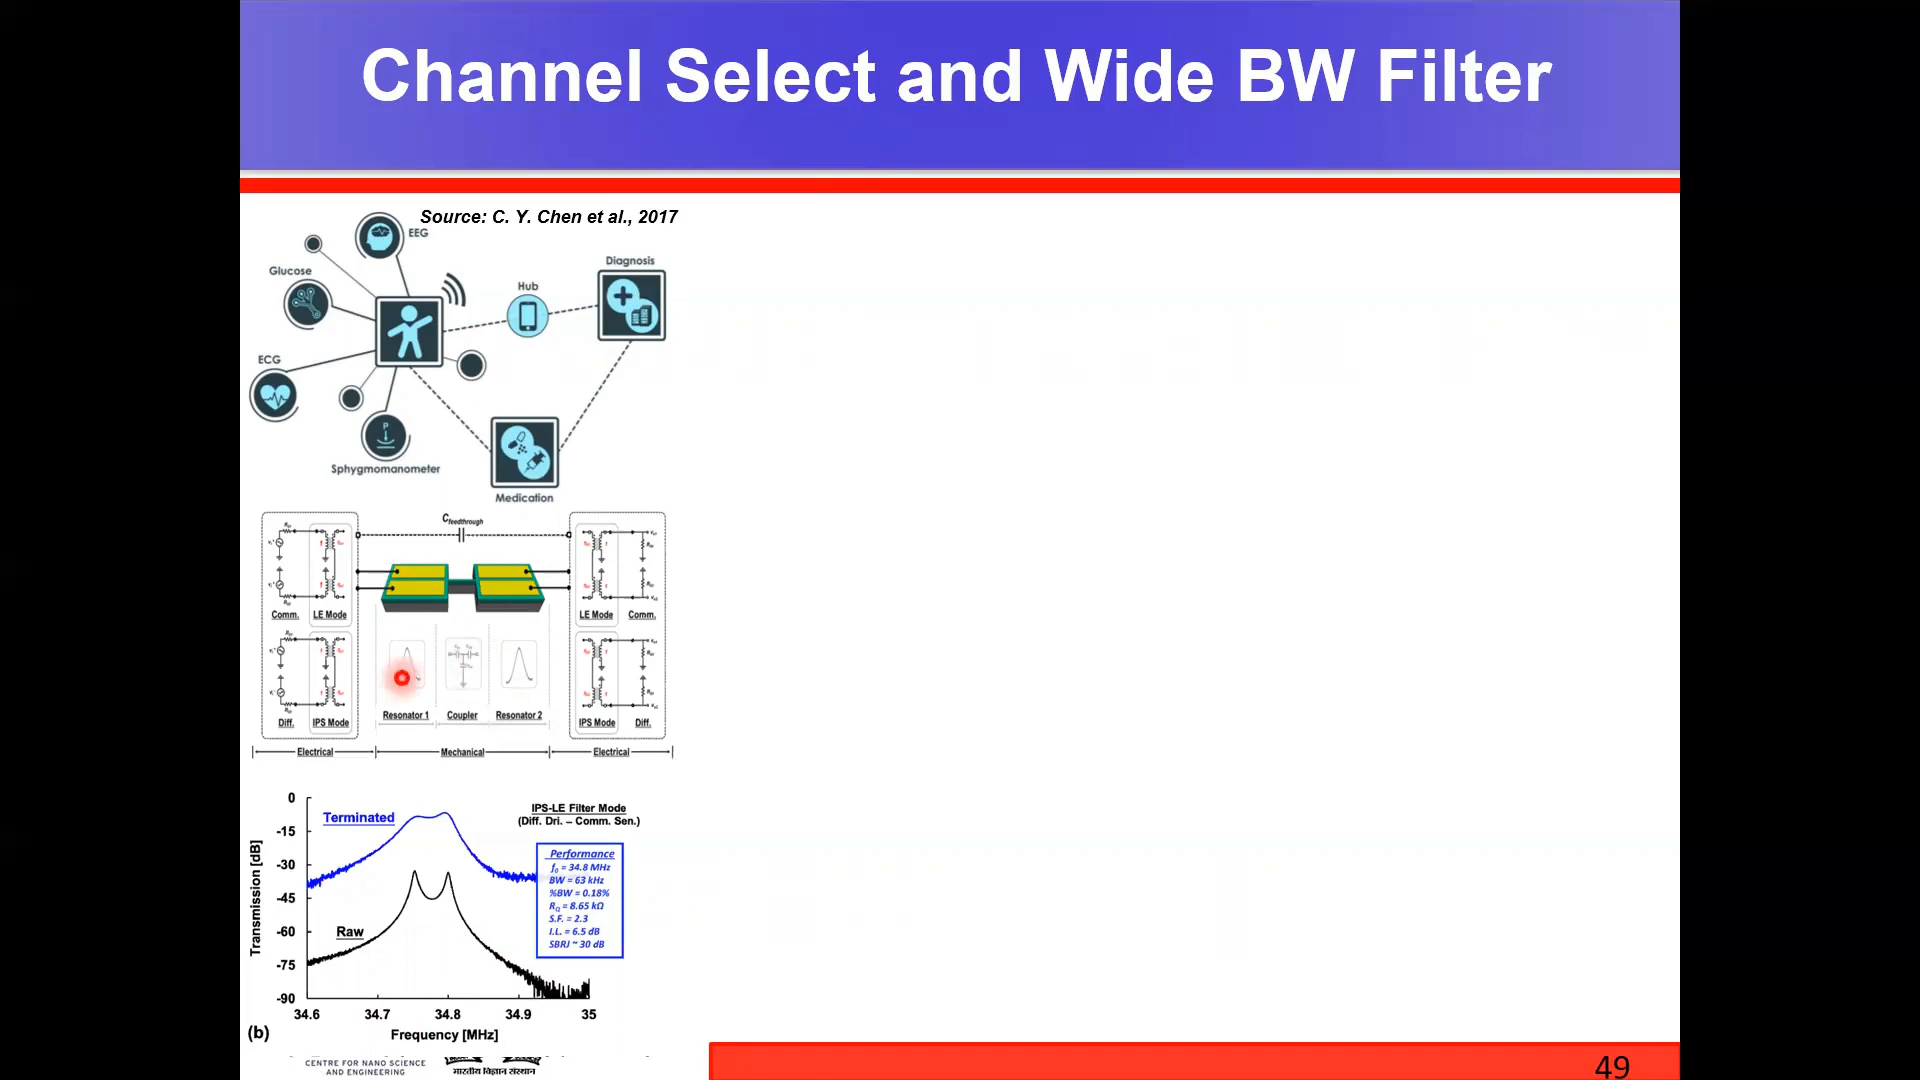 Channel Select and Wide BW Filter
Source: C. Y. Chen et al., 2017
EEG
Glucose
Diagnosis
Hub
ECG
P
Sphygmomanometer
Medication
Cfeedthrough
Comm. LE Mode
LE Mode Comm.
Diff. IPS Mode
Resonator 1 Coupler Resonator 2
IPS Mode Diff.
Electrical Mechanical Electrical
IPS-LE Filter Mode
(Diff. Dri. – Comm. Sen.)
Terminated
Raw
Performance
f0 = 34.8 MHz
BW = 63 kHz
%BW = 0.18%
RQ = 8.65 kΩ
S.F. = 2.3
I.L. = 6.5 dB
SBRJ ~ 30 dB
Transmission [dB]
0
-15
-30
-45
-60
-75
-90
34.6 34.7 34.8 34.9 35
Frequency [MHz]
(b)
CENTRE FOR NANO SCIENCE
AND ENGINEERING
भारतीय विज्ञान संस्थान
49